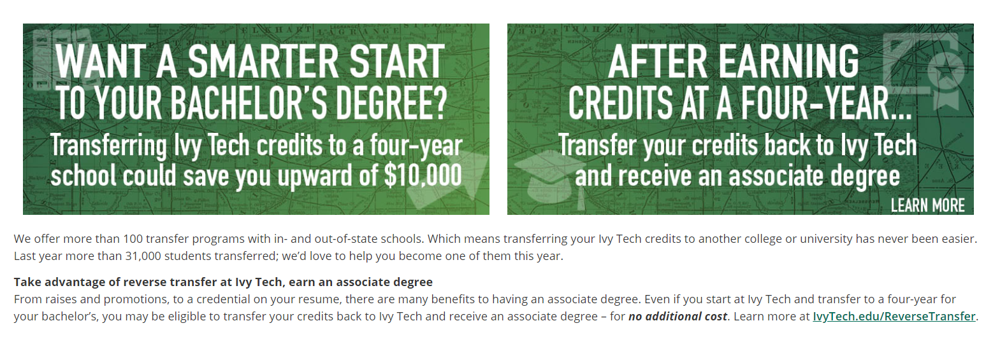 WANT A SMARTER START
TO YOUR BACHELOR'S DEGREE?
Transferring Ivy Tech credits to a four-year
school could save you upward of $10,000
AFTER EARNING
CREDITS AT A FOUR-YEAR...
Transfer your credits back to Ivy Tech
and receive an associate degree
LEARN MORE
We offer more than 100 transfer programs with in- and out-of-state schools. Which means transferring your Ivy Tech credits to another college or university has never been easier.
Last year more than 31,000 students transferred; we’d love to help you become one of them this year.
Take advantage of reverse transfer at Ivy Tech, earn an associate degree
From raises and promotions, to a credential on your resume, there are many benefits to having an associate degree. Even if you start at Ivy Tech and transfer to a four-year for
your bachelor’s, you may be eligible to transfer your credits back to Ivy Tech and receive an associate degree – for no additional cost. Learn more at IvyTech.edu/ReverseTransfer.